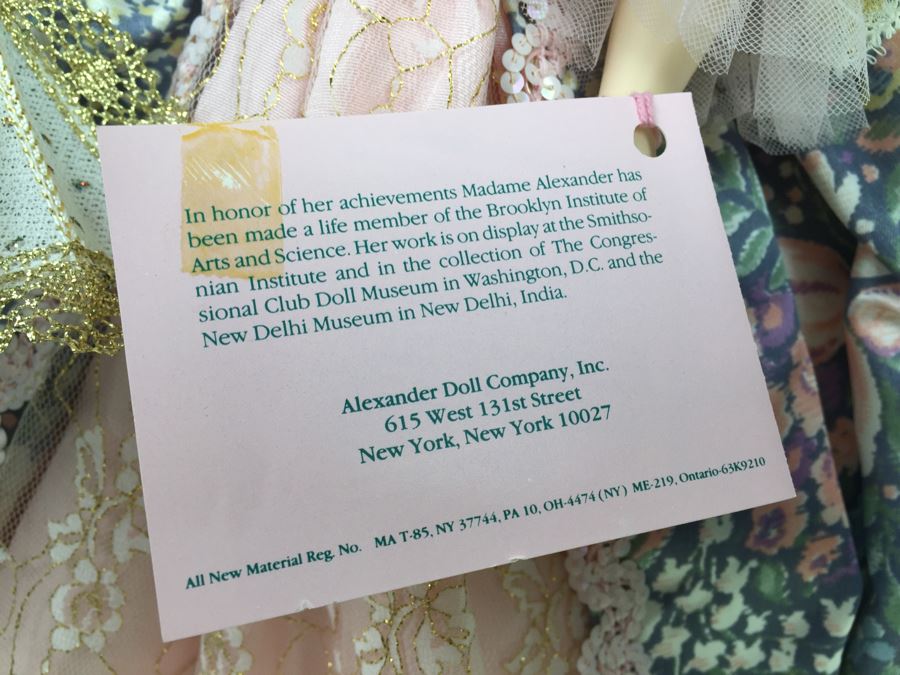 In honor of her achievements Madame Alexander has
been made a life member of the Brooklyn Institute of
Arts and Science. Her work is on display at the Smithso-
nian Institute and in the collection of The Congres-
sional Club Doll Museum in Washington, D.C. and the
New Delhi Museum in New Delhi, India.
Alexander Doll Company, Inc.
615 West 131st Street
New York, New York 10027
All New Material Reg. No. MA T-85, NY 37744, PA 10, OH-4474 (NY) ME-219, Ontario-63K9210